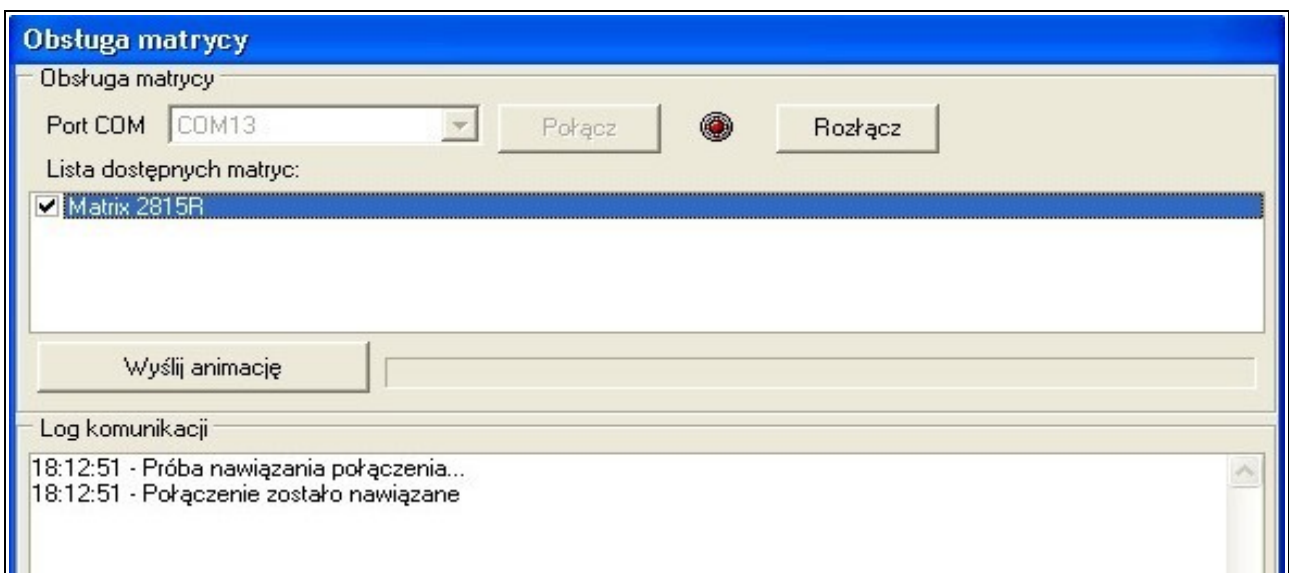 Obsługa matrycy
Obsługa matrycy
Port COM COM13 Połącz Rozłącz
Lista dostępnych matryc:
Matrix 2815R
Wyślij animację
Log komunikacji
18:12:51 - Próba nawiązania połączenia...
18:12:51 - Połączenie zostało nawiązane